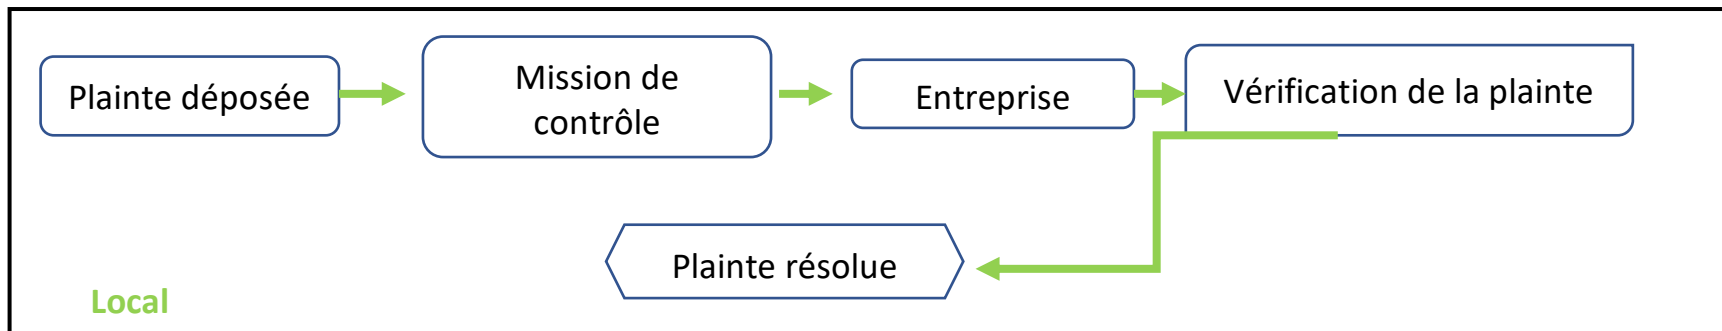 Plainte déposée
Mission de
contrôle
Entreprise
Vérification de la plainte
Plainte résolue
Local